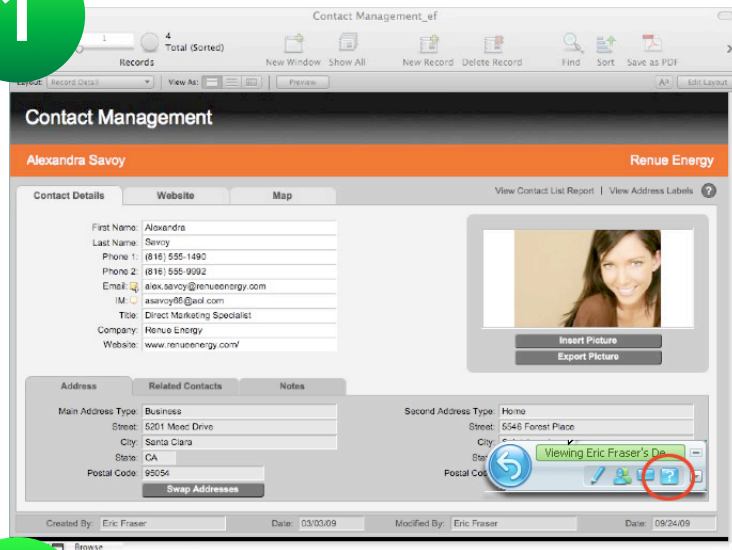 1
Contact Management_ef
1
4
Total (Sorted)
Records
New Window Show All New Record Delete Record Find Sort Save as PDF
Layout: Record Detail View As: Preview Aa Edit Layout
Contact Management
Alexandra Savoy Renue Energy
Contact Details Website Map View Contact List Report | View Address Labels ?
First Name: Alexandra
Last Name: Savoy
Phone 1: (816) 555-1490
Phone 2: (816) 555-9092
Email: alex.savoy@renueenergy.com
IM: asavoy66@aol.com
Title: Direct Marketing Specialist
Company: Renue Energy
Website: www.renueenergy.com/
Insert Picture
Export Picture
Address Related Contacts Notes
Main Address Type: Business Second Address Type: Home
Street: 5201 Meed Drive Street: 5546 Forest Place
City: Santa Clara City:
State: CA
Viewing Eric Fraser's De...
Postal Code: 95054
Swap Addresses
Created By: Eric Fraser Date: 03/03/09 Modified By: Eric Fraser Date: 09/24/09
Browse